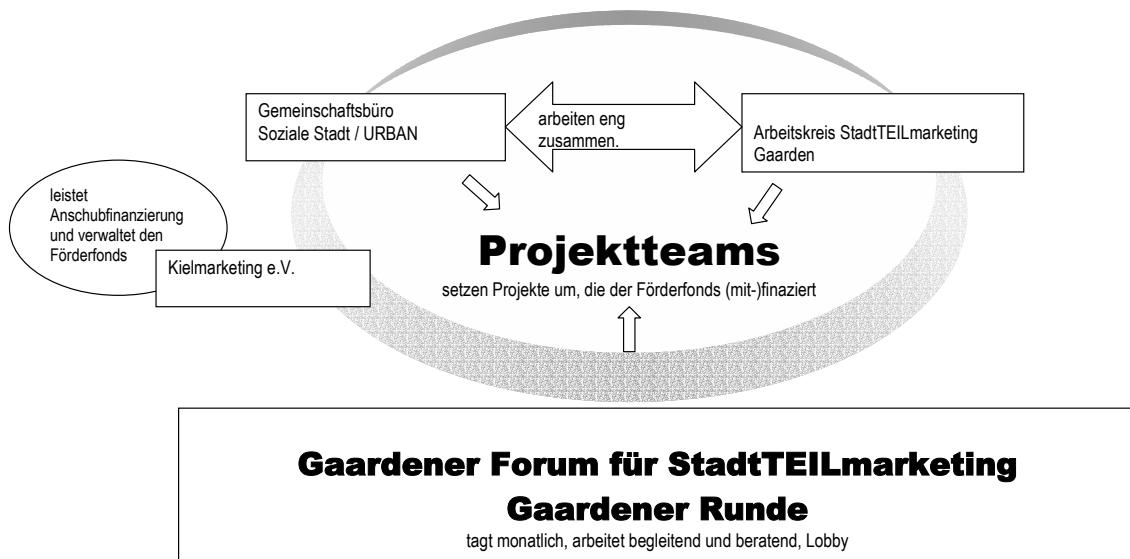 Gemeinschaftsbüro
Soziale Stadt / URBAN
arbeiten eng
zusammen.
Arbeitskreis StadtTEILmarketing
Gaarden
leistet
Anschubfinanzierung
und verwaltet den
Förderfonds
Kielmarketing e.V.
Projektteams
setzen Projekte um, die der Förderfonds (mit-)finaziert
Gaardener Forum für StadtTEILmarketing
Gaardener Runde
tagt monatlich, arbeitet begleitend und beratend, Lobby